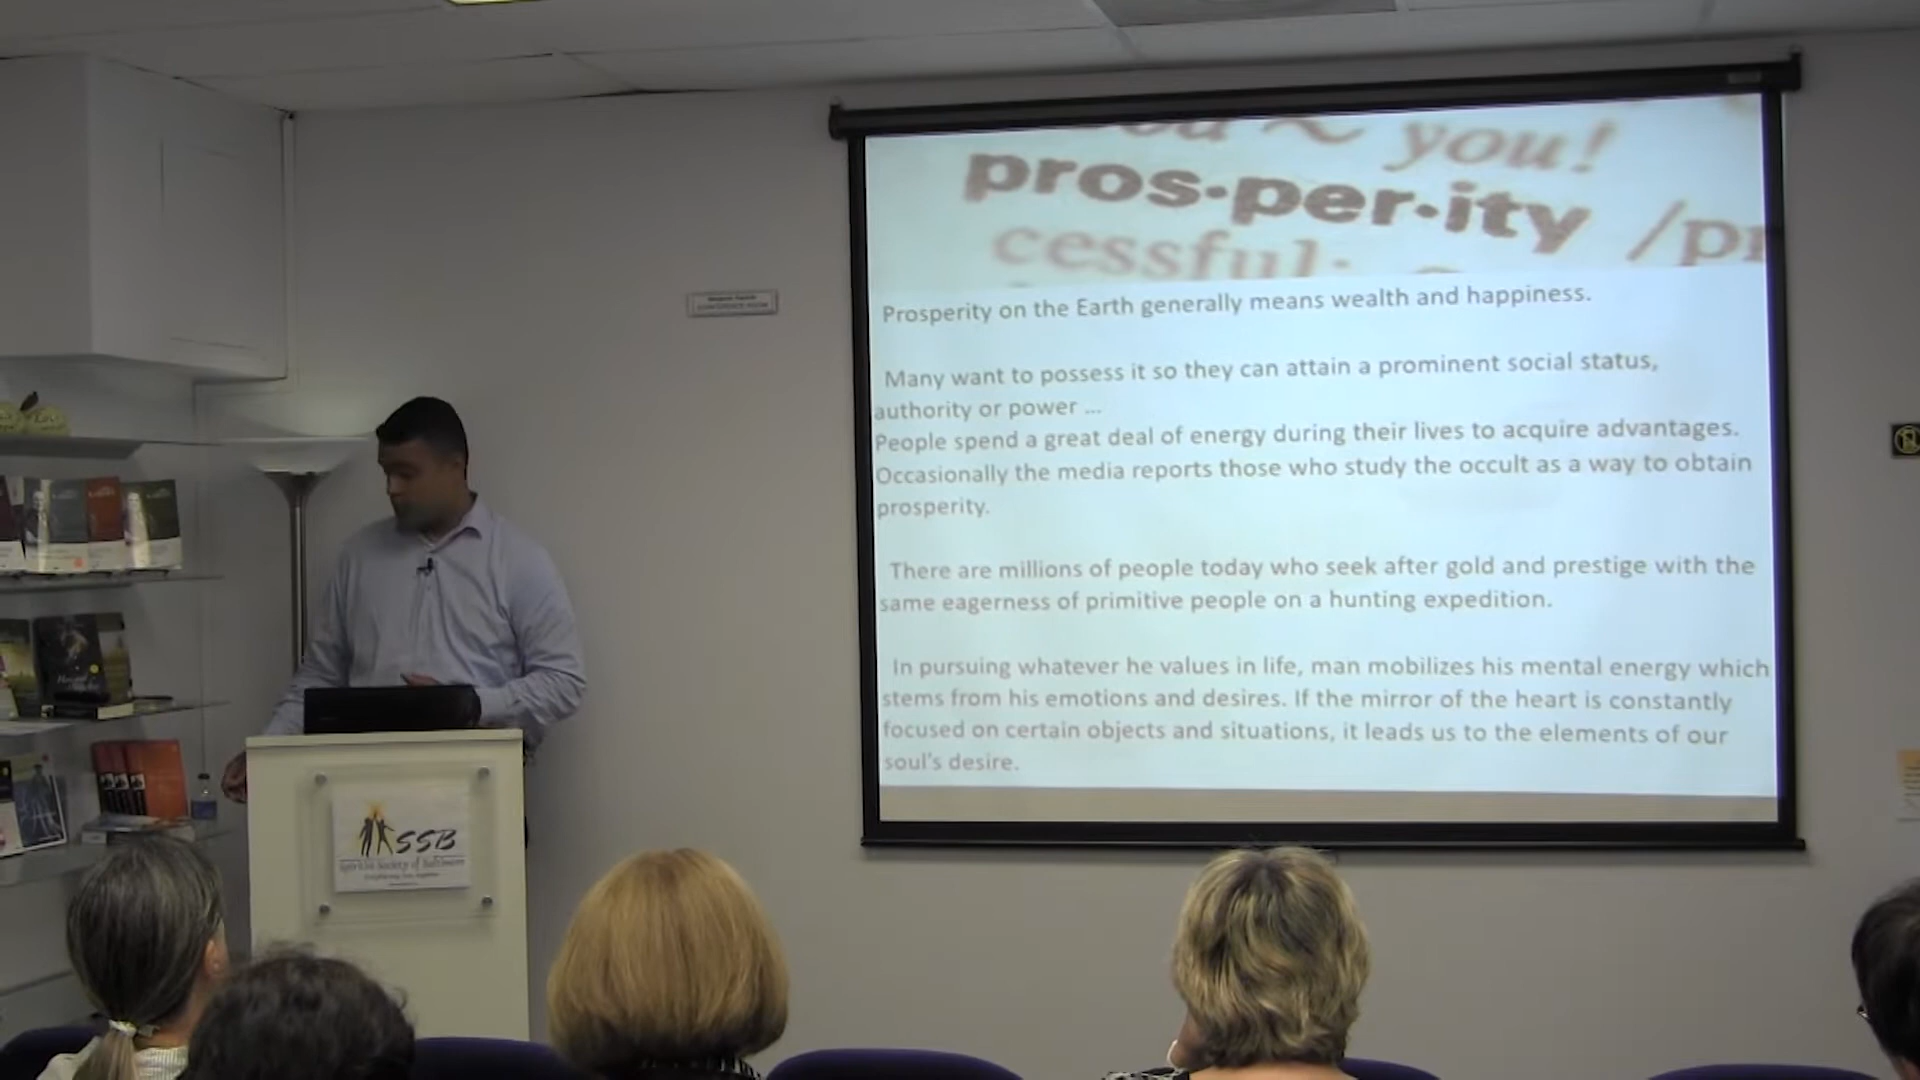 you!
pros·per·ity /pr
cessful;
Prosperity on the Earth generally means wealth and happiness.
Many want to possess it so they can attain a prominent social status,
authority or power ...
People spend a great deal of energy during their lives to acquire advantages.
Occasionally the media reports those who study the occult as a way to obtain
prosperity.
There are millions of people today who seek after gold and prestige with the
same eagerness of primitive people on a hunting expedition.
In pursuing whatever he values in life, man mobilizes his mental energy which
stems from his emotions and desires. If the mirror of the heart is constantly
focused on certain objects and situations, it leads us to the elements of our
soul's desire.
SSB
Spiritist Society of Baltimore